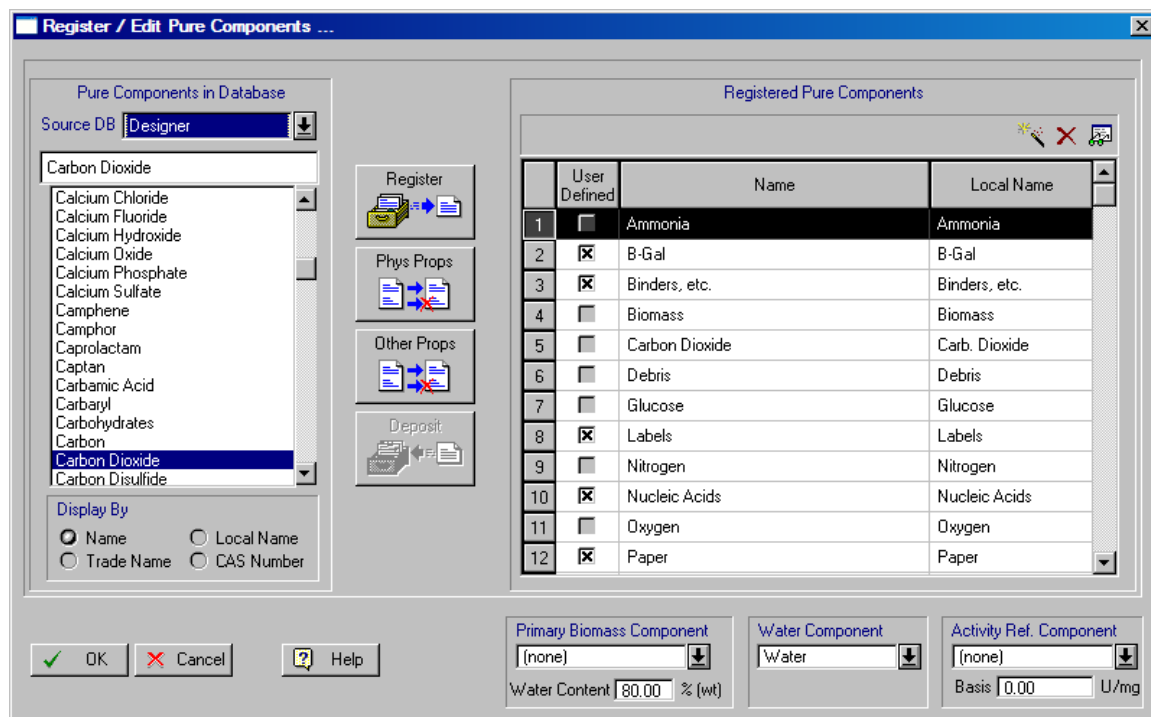 Register / Edit Pure Components ...
Pure Components in Database
Source DB Designer
Carbon Dioxide
Calcium Chloride
Calcium Fluoride
Calcium Hydroxide
Calcium Oxide
Calcium Phosphate
Calcium Sulfate
Camphene
Camphor
Caprolactam
Captan
Carbamic Acid
Carbaryl
Carbohydrates
Carbon
Carbon Dioxide
Carbon Disulfide
Display By
Name Local Name
Trade Name CAS Number
Register
Phys Props
Other Props
Deposit
Registered Pure Components
User Defined Name Local Name
1 Ammonia Ammonia
2 B-Gal B-Gal
3 Binders, etc. Binders, etc.
4 Biomass Biomass
5 Carbon Dioxide Carb. Dioxide
6 Debris Debris
7 Glucose Glucose
8 Labels Labels
9 Nitrogen Nitrogen
10 Nucleic Acids Nucleic Acids
11 Oxygen Oxygen
12 Paper Paper
OK Cancel Help
Primary Biomass Component
(none)
Water Content 80.00 % (wt)
Water Component
Water
Activity Ref. Component
(none)
Basis 0.00 U/mg